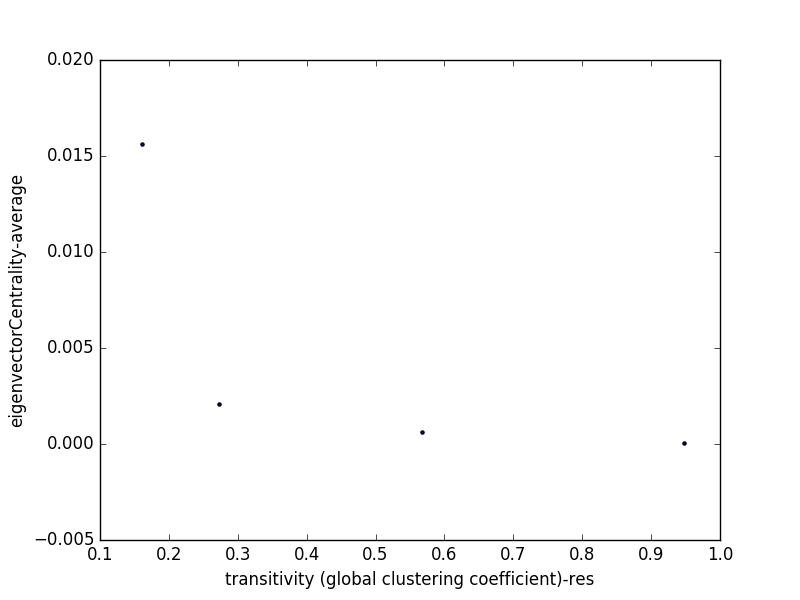 0.020
0.015
0.010
0.005
0.000
−0.005
eigenvectorCentrality-average
0.1 0.2 0.3 0.4 0.5 0.6 0.7 0.8 0.9 1.0
transitivity (global clustering coefficient)-res